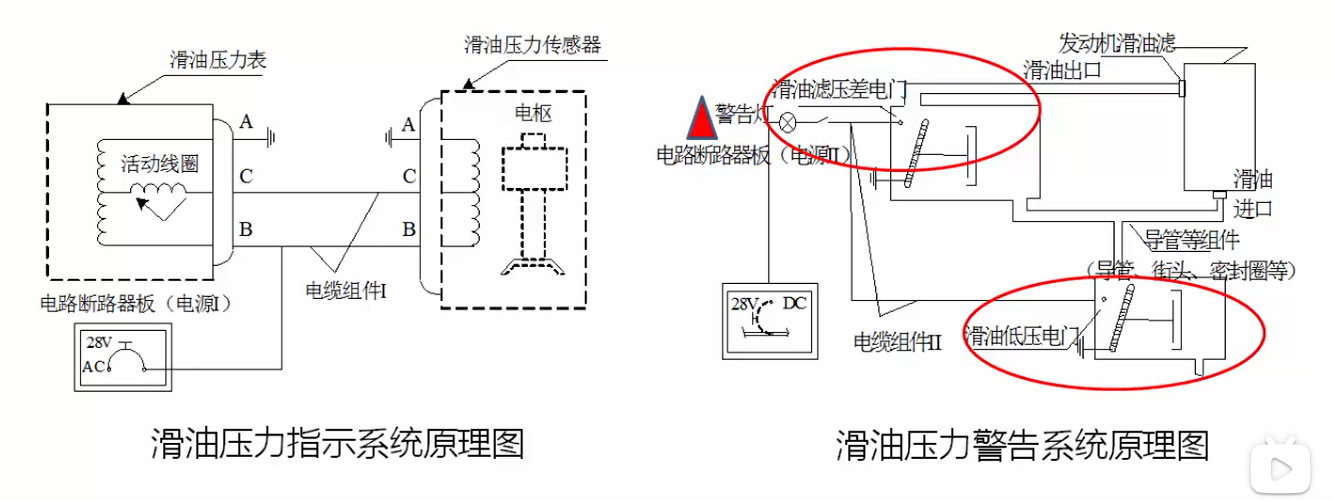 滑油压力表
滑油压力传感器
A
A
电枢
活动线圈
C
C
B
B
电路断路器板（电源I）
电缆组件I
28V
AC
滑油压力指示系统原理图
发动机滑油滤
滑油出口
滑油滤压差电门
警告灯
电路断路器板（电源II）
滑油
进口
导管等组件
（导管、街头、密封圈等）
28V DC
电缆组件II
滑油低压电门
滑油压力警告系统原理图